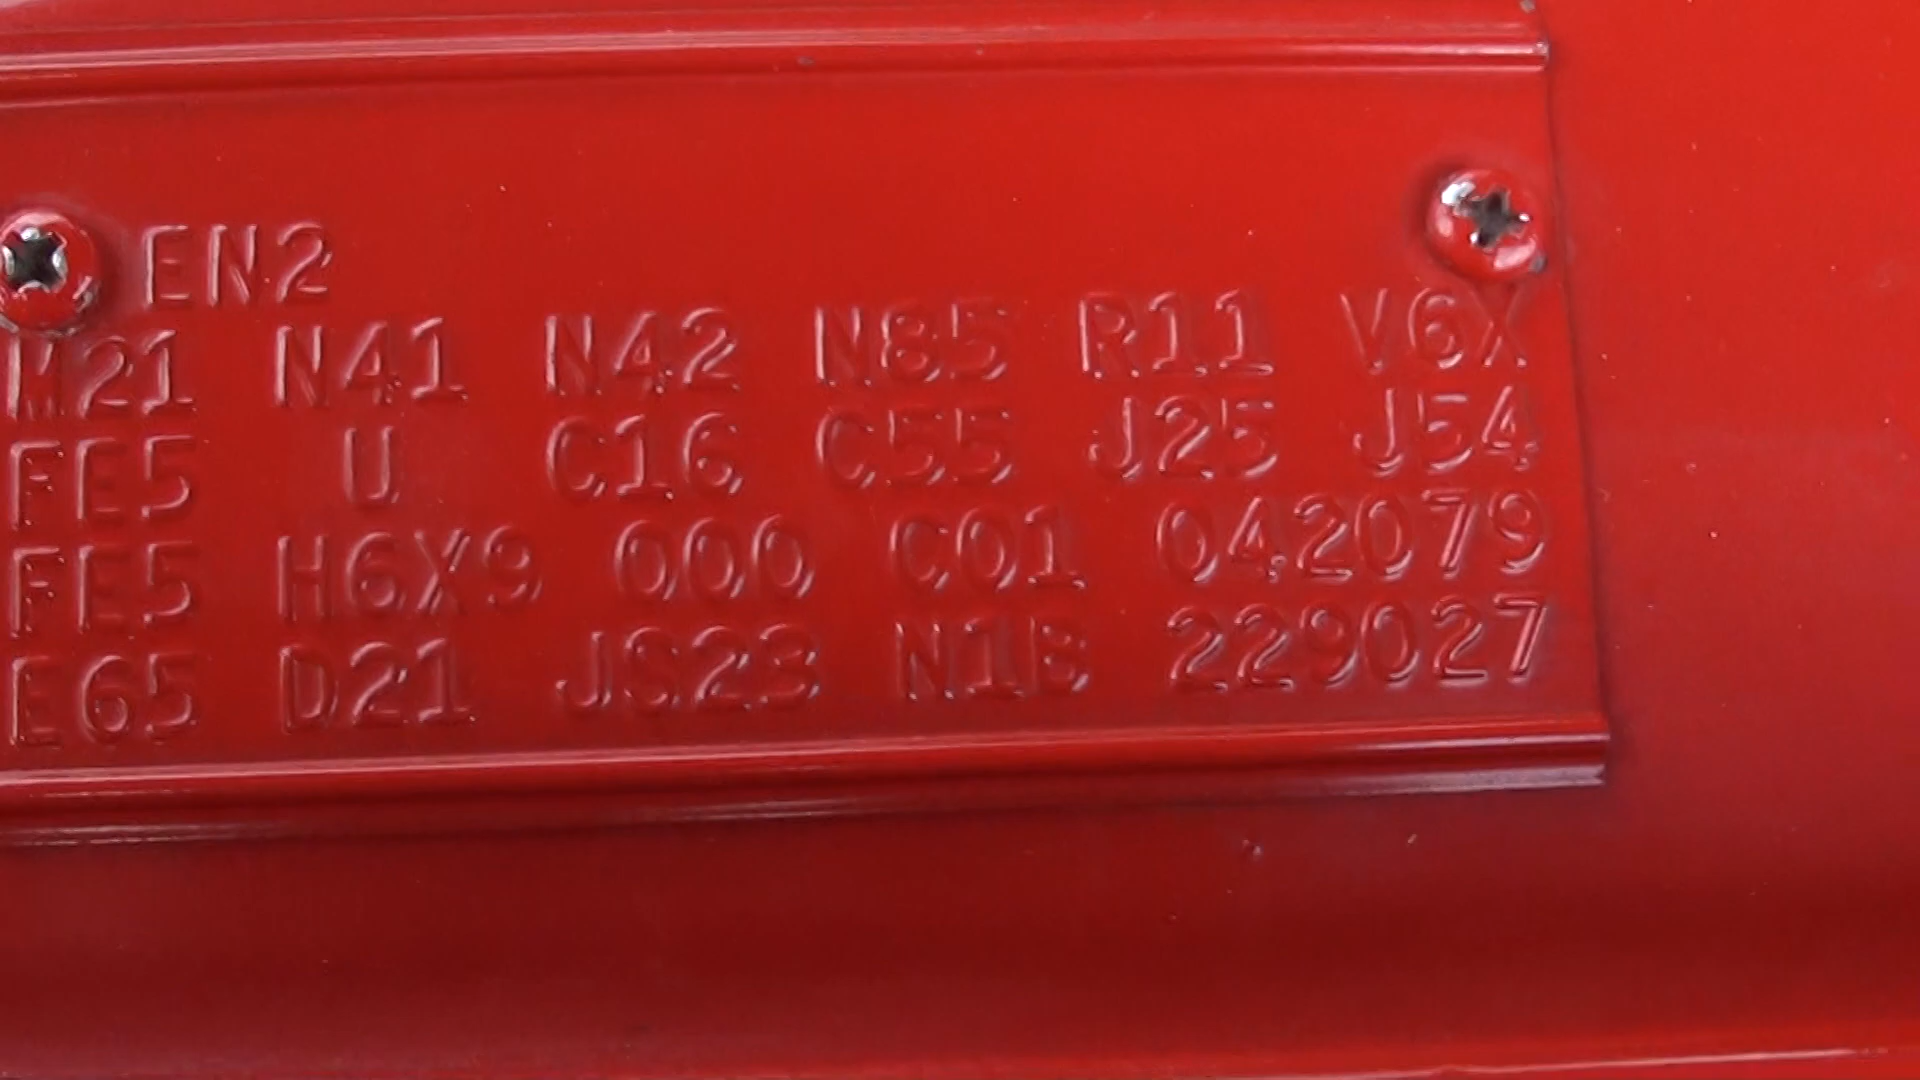 EN2
M21 N41 N42 N85 R11 V6X
FE5 U C16 C55 J25 J54
FE5 H6X9 000 C01 042079
E65 D21 JS23 N1B 229027